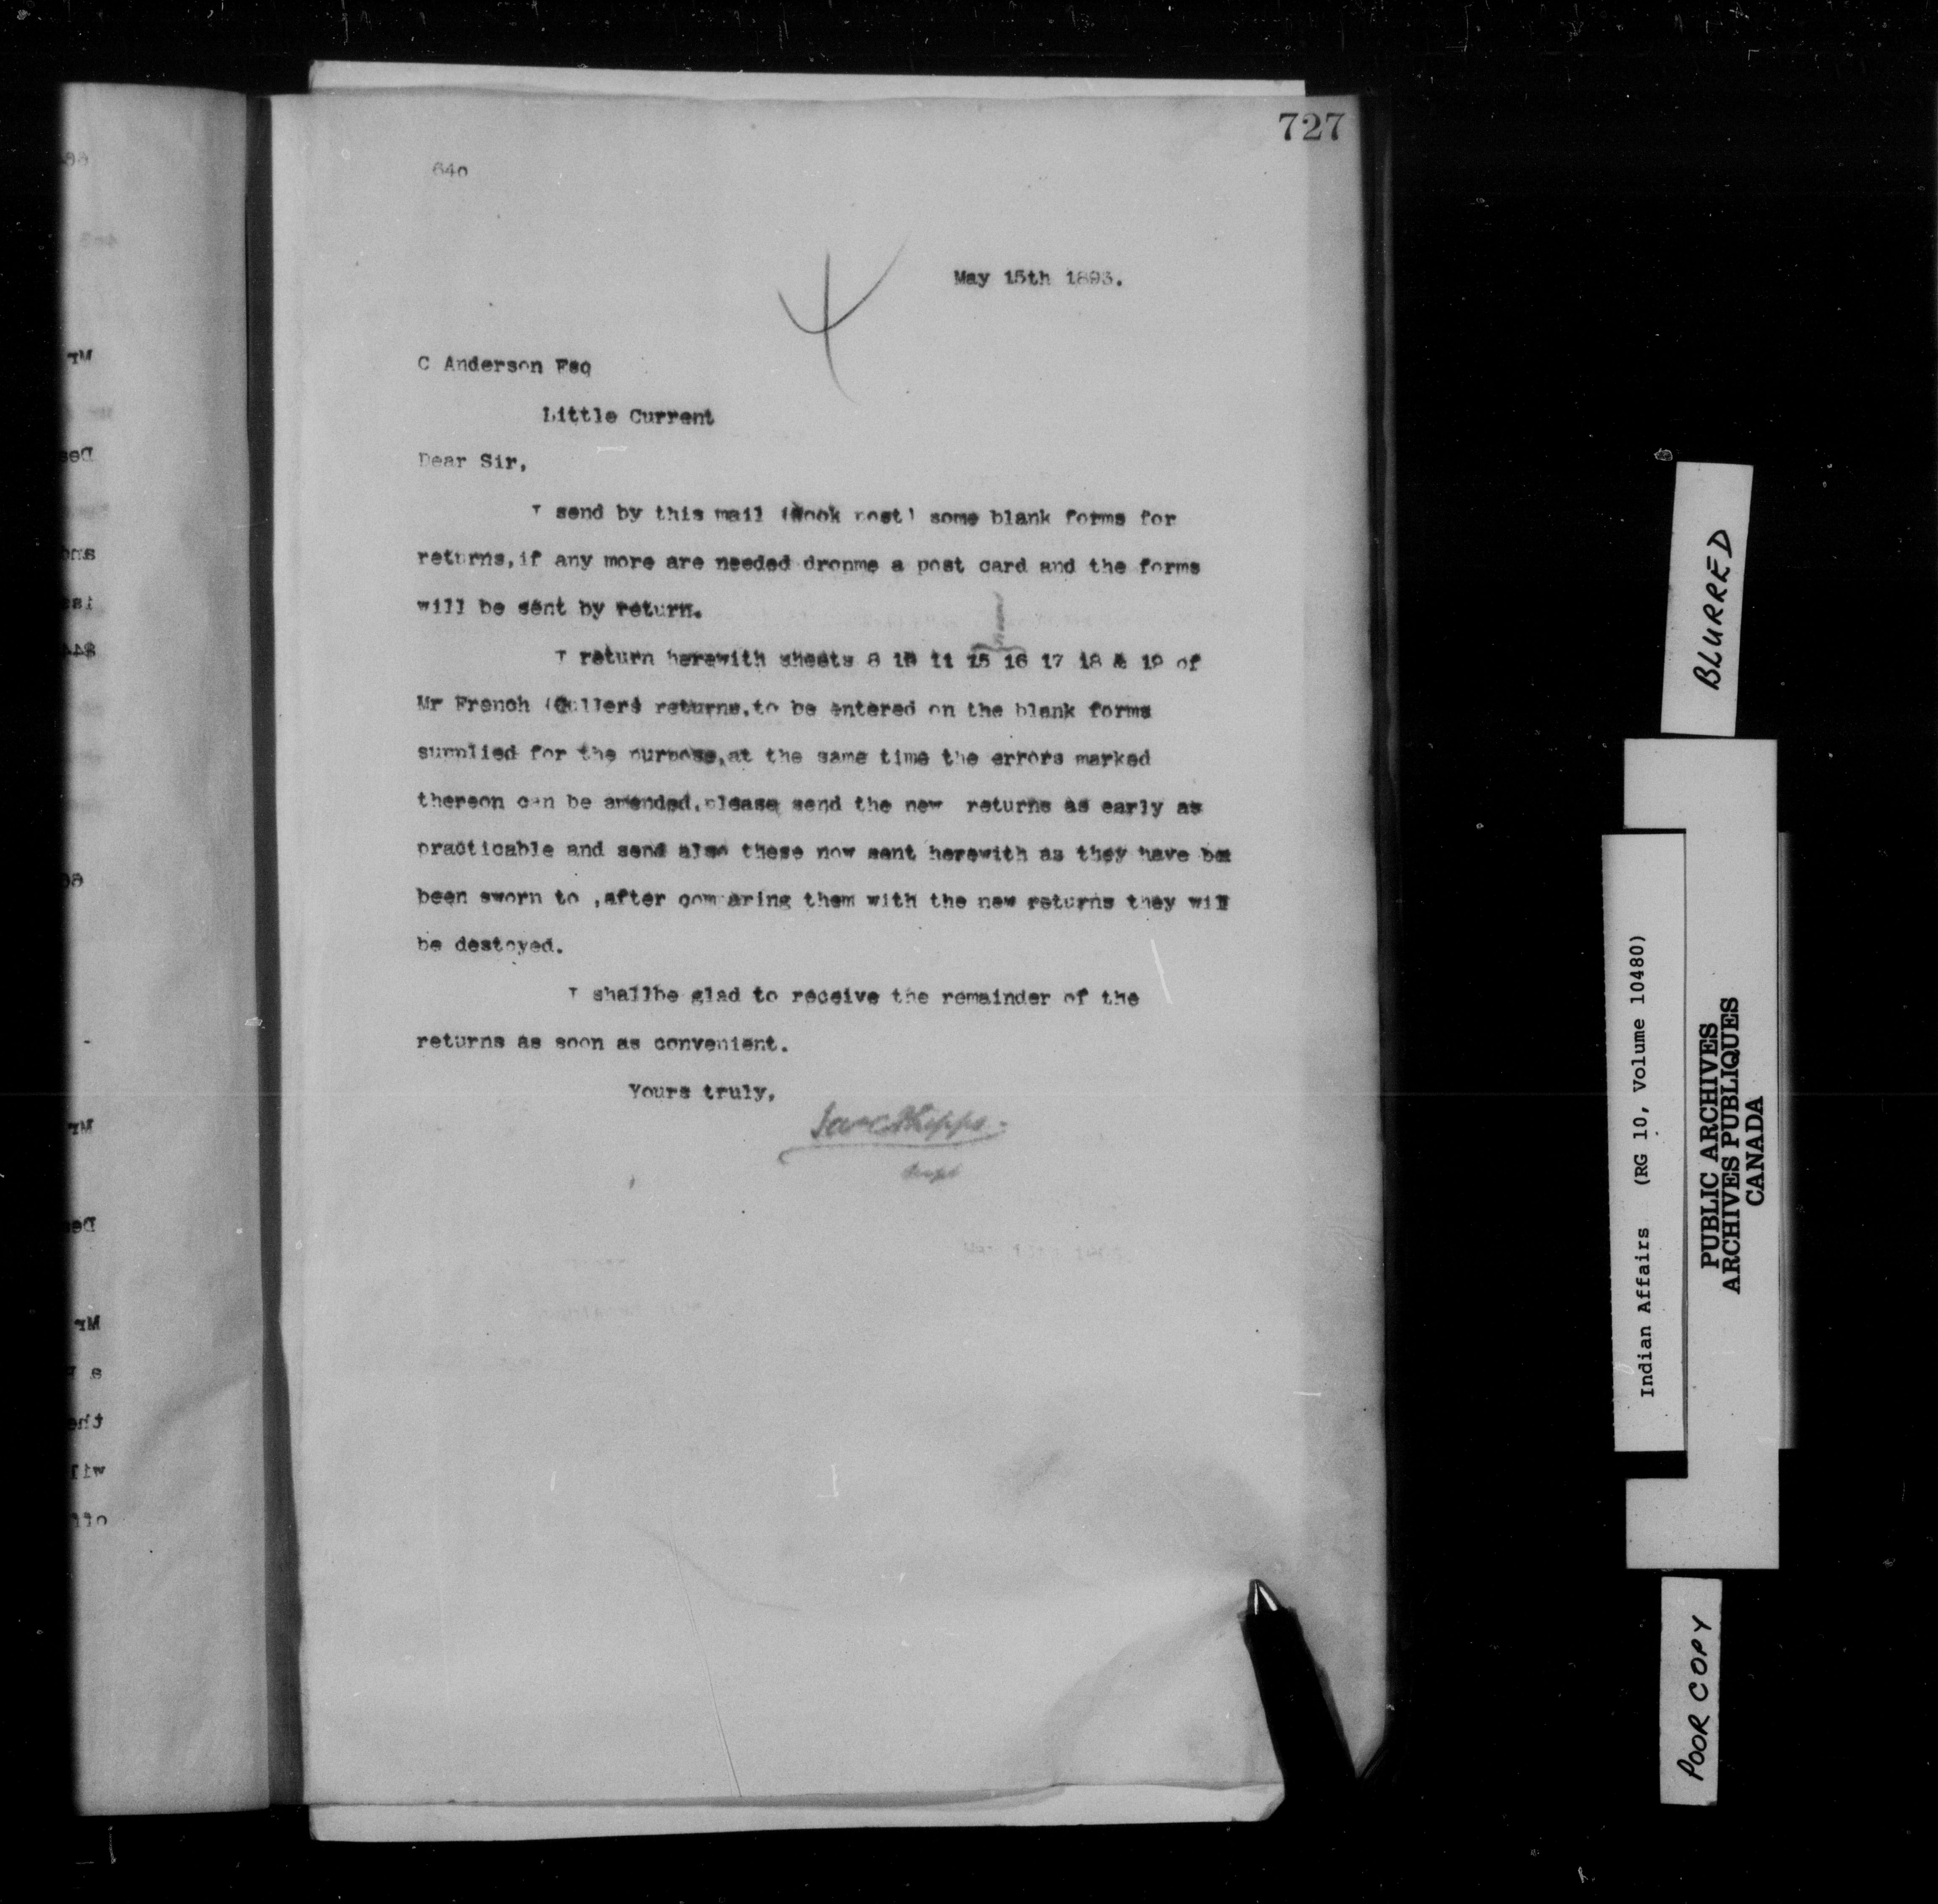 727
640
May 15th 1893.
C Anderson Esq
Little Current
Dear Sir,
I send by this mail (Book post) some blank forms for
returns,if any more are needed dropme a post card and the forms
will be sent by return.
I return herewith sheets 8 10 11 15 16 17 18 & 19 of
Mr French (Culler) returns,to be entered on the blank forms
supplied for the purpose,at the same time the errors marked
thereon can be amended,please send the new returns as early as
practicable and send also these now sent herewith as they have be
been sworn to ,after comparing them with the new returns they will
be destoyed.
I shallbe glad to receive the remainder of the
returns as soon as convenient.
Yours truly,
Jas C Phipps.
Supt
BLURRED
Indian Affairs (RG 10, Volume 10480)
PUBLIC ARCHIVES
ARCHIVES PUBLIQUES
CANADA
POOR COPY